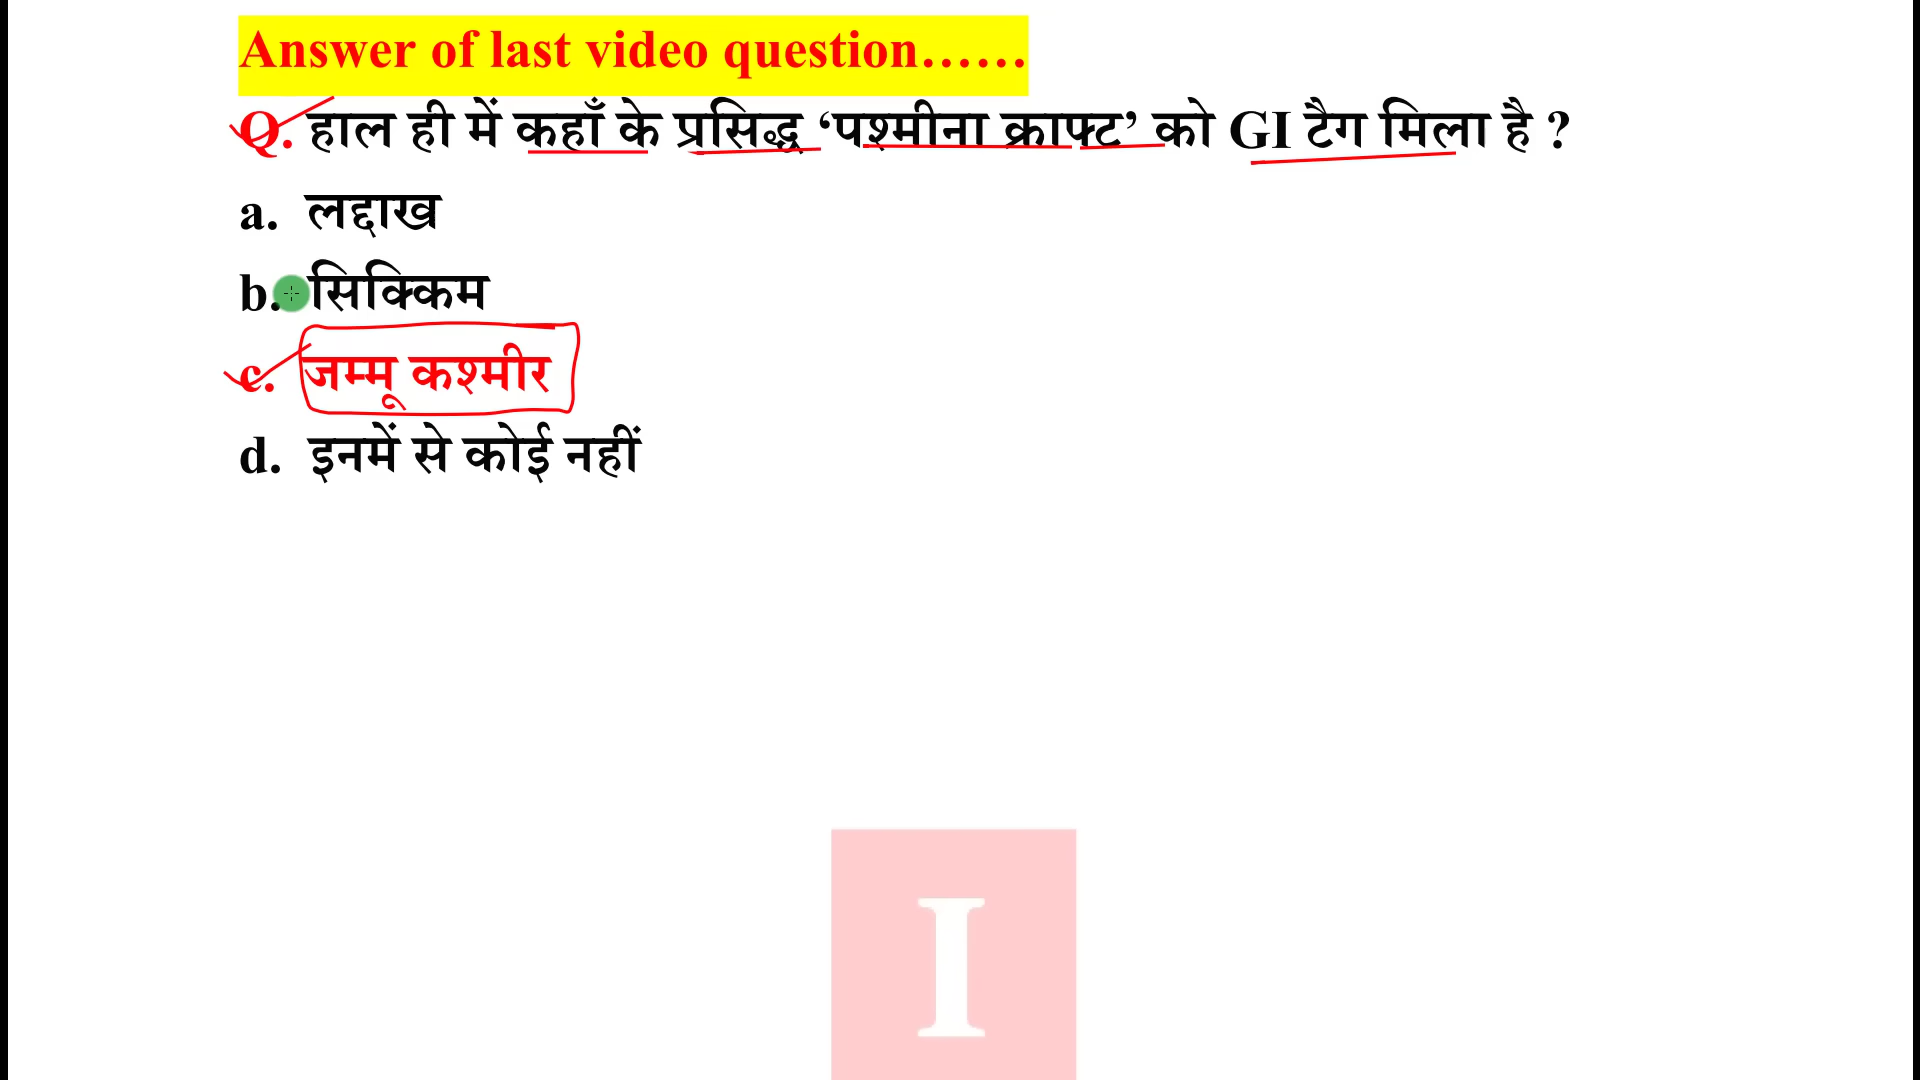 Answer of last video question……
Q. हाल ही में कहाँ के प्रसिद्ध ‘पश्मीना क्राफ्ट’ को GI टैग मिला है ?
a. लद्दाख
b. सिक्किम
c. जम्मू कश्मीर
d. इनमें से कोई नहीं
I